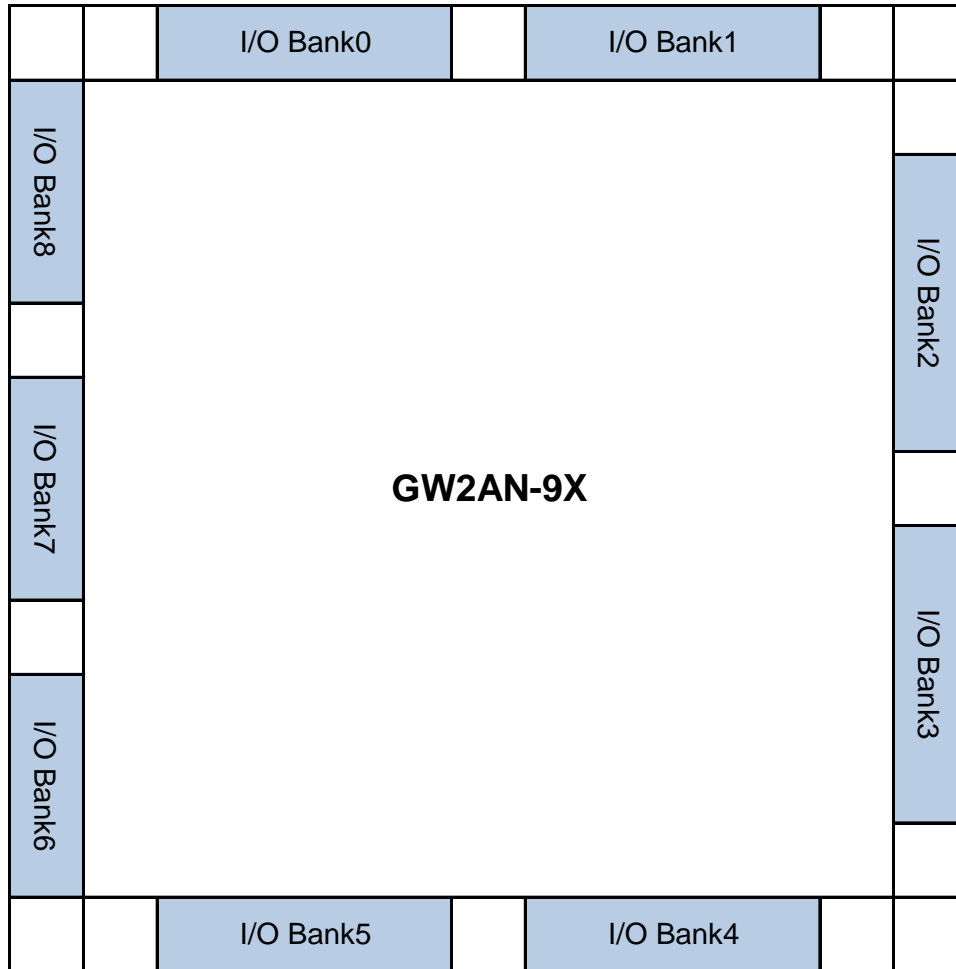 I/O Bank0
I/O Bank1
I/O Bank8
I/O Bank2
I/O Bank7
GW2AN-9X
I/O Bank3
I/O Bank6
I/O Bank5
I/O Bank4